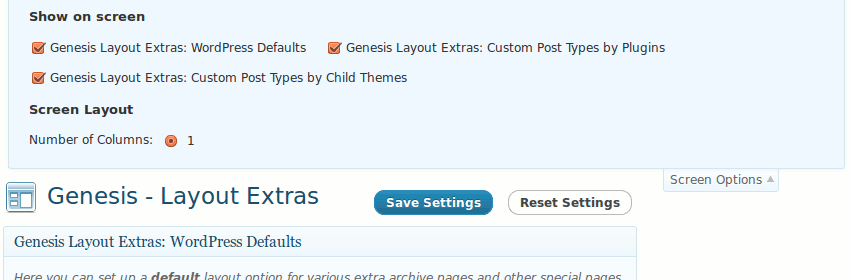 Show on screen
Genesis Layout Extras: WordPress Defaults Genesis Layout Extras: Custom Post Types by Plugins
Genesis Layout Extras: Custom Post Types by Child Themes
Screen Layout
Number of Columns: 1
Screen Options
Genesis - Layout Extras Save Settings Reset Settings
Genesis Layout Extras: WordPress Defaults
Here you can set up a default layout option for various extra archive pages and other special pages